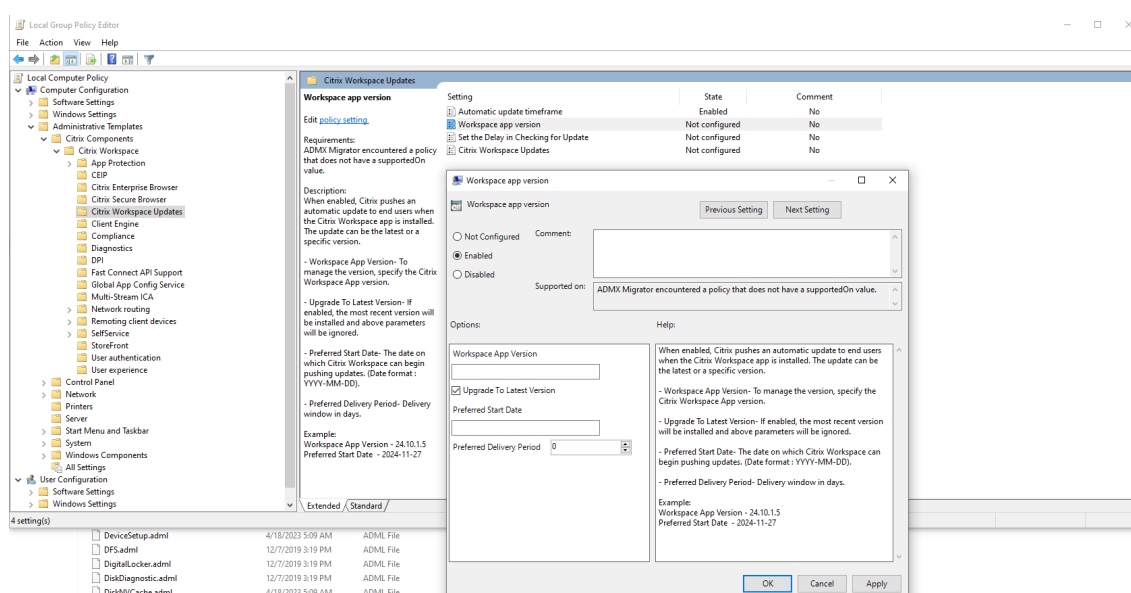 Local Group Policy Editor
File Action View Help
Local Computer Policy
Computer Configuration
Software Settings
Windows Settings
Administrative Templates
Citrix Components
Citrix Workspace
App Protection
CEIP
Citrix Enterprise Browser
Citrix Secure Browser
Citrix Workspace Updates
Client Engine
Compliance
Diagnostics
DPI
Fast Connect API Support
Global App Config Service
Multi-Stream ICA
Network routing
Remoting client devices
SelfService
StoreFront
User authentication
User experience
Control Panel
Network
Printers
Server
Start Menu and Taskbar
System
Windows Components
All Settings
User Configuration
Software Settings
Windows Settings
4 setting(s)
Citrix Workspace Updates
Workspace app version
Edit policy setting
Requirements:
ADMX Migrator encountered a policy
that does not have a supportedOn
value.
Description:
When enabled, Citrix pushes an
automatic update to end users when
the Citrix Workspace app is installed.
The update can be the latest or a
specific version.
- Workspace App Version- To
manage the version, specify the Citrix
Workspace App version.
- Upgrade To Latest Version- If
enabled, the most recent version will
be installed and above parameters
will be ignored.
- Preferred Start Date- The date on
which Citrix Workspace can begin
pushing updates. (Date format :
YYYY-MM-DD).
- Preferred Delivery Period- Delivery
window in days.
Example:
Workspace App Version - 24.10.1.5
Preferred Start Date - 2024-11-27
Extended Standard
Setting State Comment
Automatic update timeframe Enabled No
Workspace app version Not configured No
Set the Delay in Checking for Update Not configured No
Citrix Workspace Updates Not configured No
Workspace app version
Workspace app version
Previous Setting Next Setting
Not Configured Comment:
Enabled
Disabled
Supported on: ADMX Migrator encountered a policy that does not have a supportedOn value.
Options: Help:
Workspace App Version
Upgrade To Latest Version
Preferred Start Date
Preferred Delivery Period 0
When enabled, Citrix pushes an automatic update to end users
when the Citrix Workspace app is installed. The update can be
the latest or a specific version.
- Workspace App Version- To manage the version, specify the
Citrix Workspace App version.
- Upgrade To Latest Version- If enabled, the most recent version
will be installed and above parameters will be ignored.
- Preferred Start Date- The date on which Citrix Workspace can
begin pushing updates. (Date format : YYYY-MM-DD).
- Preferred Delivery Period- Delivery window in days.
Example:
Workspace App Version - 24.10.1.5
Preferred Start Date - 2024-11-27
OK Cancel Apply
DeviceSetup.adml 4/18/2023 5:09 AM ADML File
DFS.adml 12/7/2019 3:19 PM ADML File
DigitalLocker.adml 12/7/2019 3:19 PM ADML File
DiskDiagnostic.adml 12/7/2019 3:19 PM ADML File
DiskNVCache.adml 4/18/2023 5:09 AM ADML File